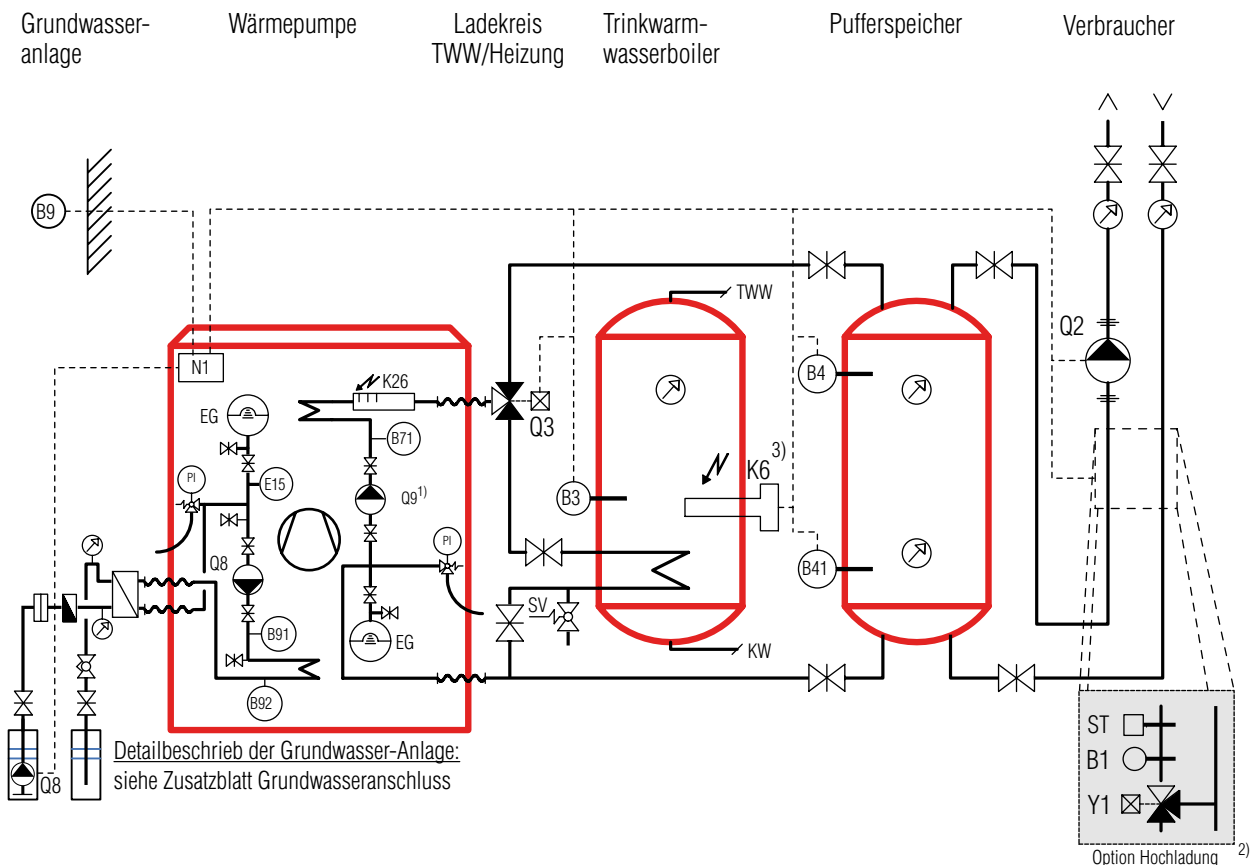 Grundwasser-
anlage
Wärmepumpe
Ladekreis
TWW/Heizung
Trinkwarm-
wasserboiler
Pufferspeicher
Verbraucher
B9
N1
K26
EG
B71
PI
E15
Q9 1)
Q8
PI
B91
EG
B92
Q8
Q3
TWW
B3
K6 3)
SV
KW
B4
B41
Q2
Detailbeschrieb der Grundwasser-Anlage:
siehe Zusatzblatt Grundwasseranschluss
ST
B1
Y1
Option Hochladung 2)